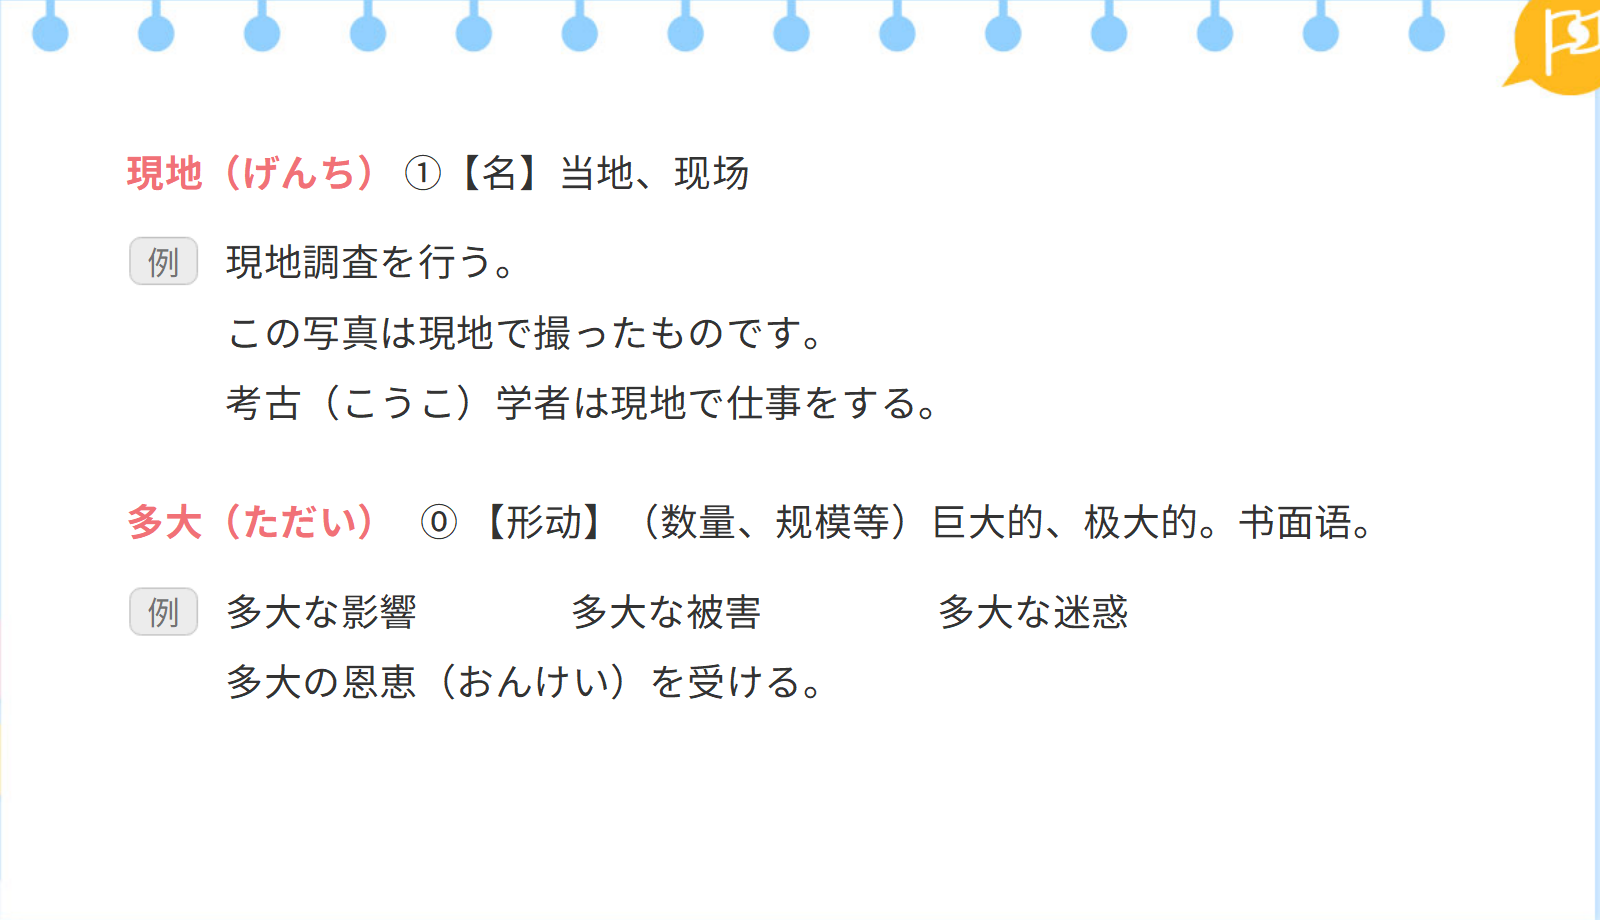 現地（げんち）①【名】当地、现场
例 現地調査を行う。
この写真は現地で撮ったものです。
考古（こうこ）学者は現地で仕事をする。
多大（ただい） ⓪【形动】（数量、规模等）巨大的、极大的。书面语。
例 多大な影響 多大な被害 多大な迷惑
多大の恩恵（おんけい）を受ける。